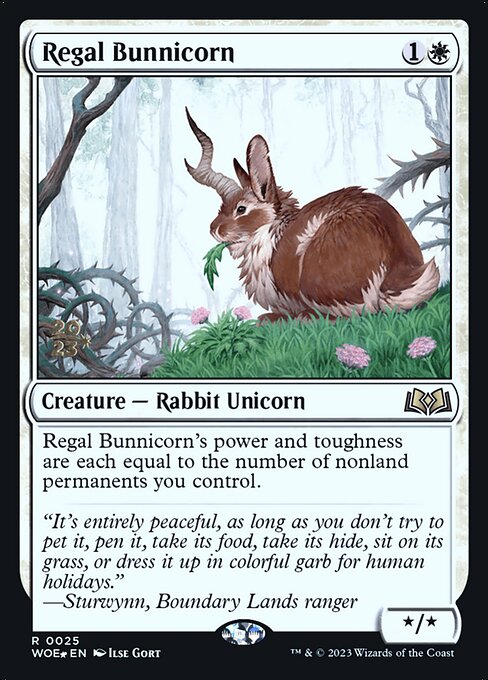 Regal Bunnicorn 1
20
23
Creature — Rabbit Unicorn
Regal Bunnicorn's power and toughness
are each equal to the number of nonland
permanents you control.
"It's entirely peaceful, as long as you don't try to
pet it, pen it, take its food, take its hide, sit on its
grass, or dress it up in colorful garb for human
holidays."
—Sturwynn, Boundary Lands ranger
*/*
R 0025
WOE★EN Ilse Gort ™ & © 2023 Wizards of the Coast